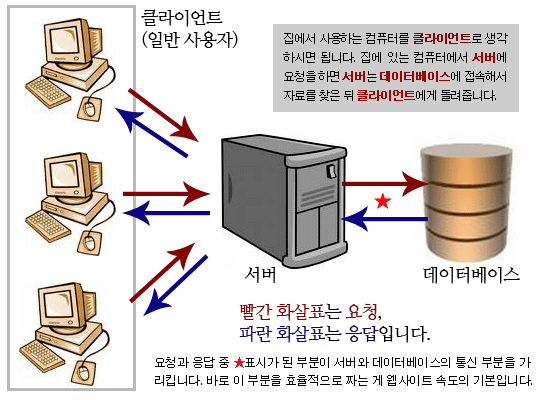 클라이언트
(일반 사용자)
집에서 사용하는 컴퓨터를 클라이언트로 생각
하시면 됩니다. 집에 있는 컴퓨터에서 서버에
요청을 하면 서버는 데이터베이스에 접속해서
자료를 찾은 뒤 클라이언트에게 돌려줍니다.
서버
데이터베이스
빨간 화살표는 요청,
파란 화살표는 응답입니다.
요청과 응답 중 ★표시가 된 부분이 서버와 데이터베이스의 통신 부분을 가
리킵니다. 바로 이 부분을 효율적으로 짜는 게 웹사이트 속도의 기본입니다.